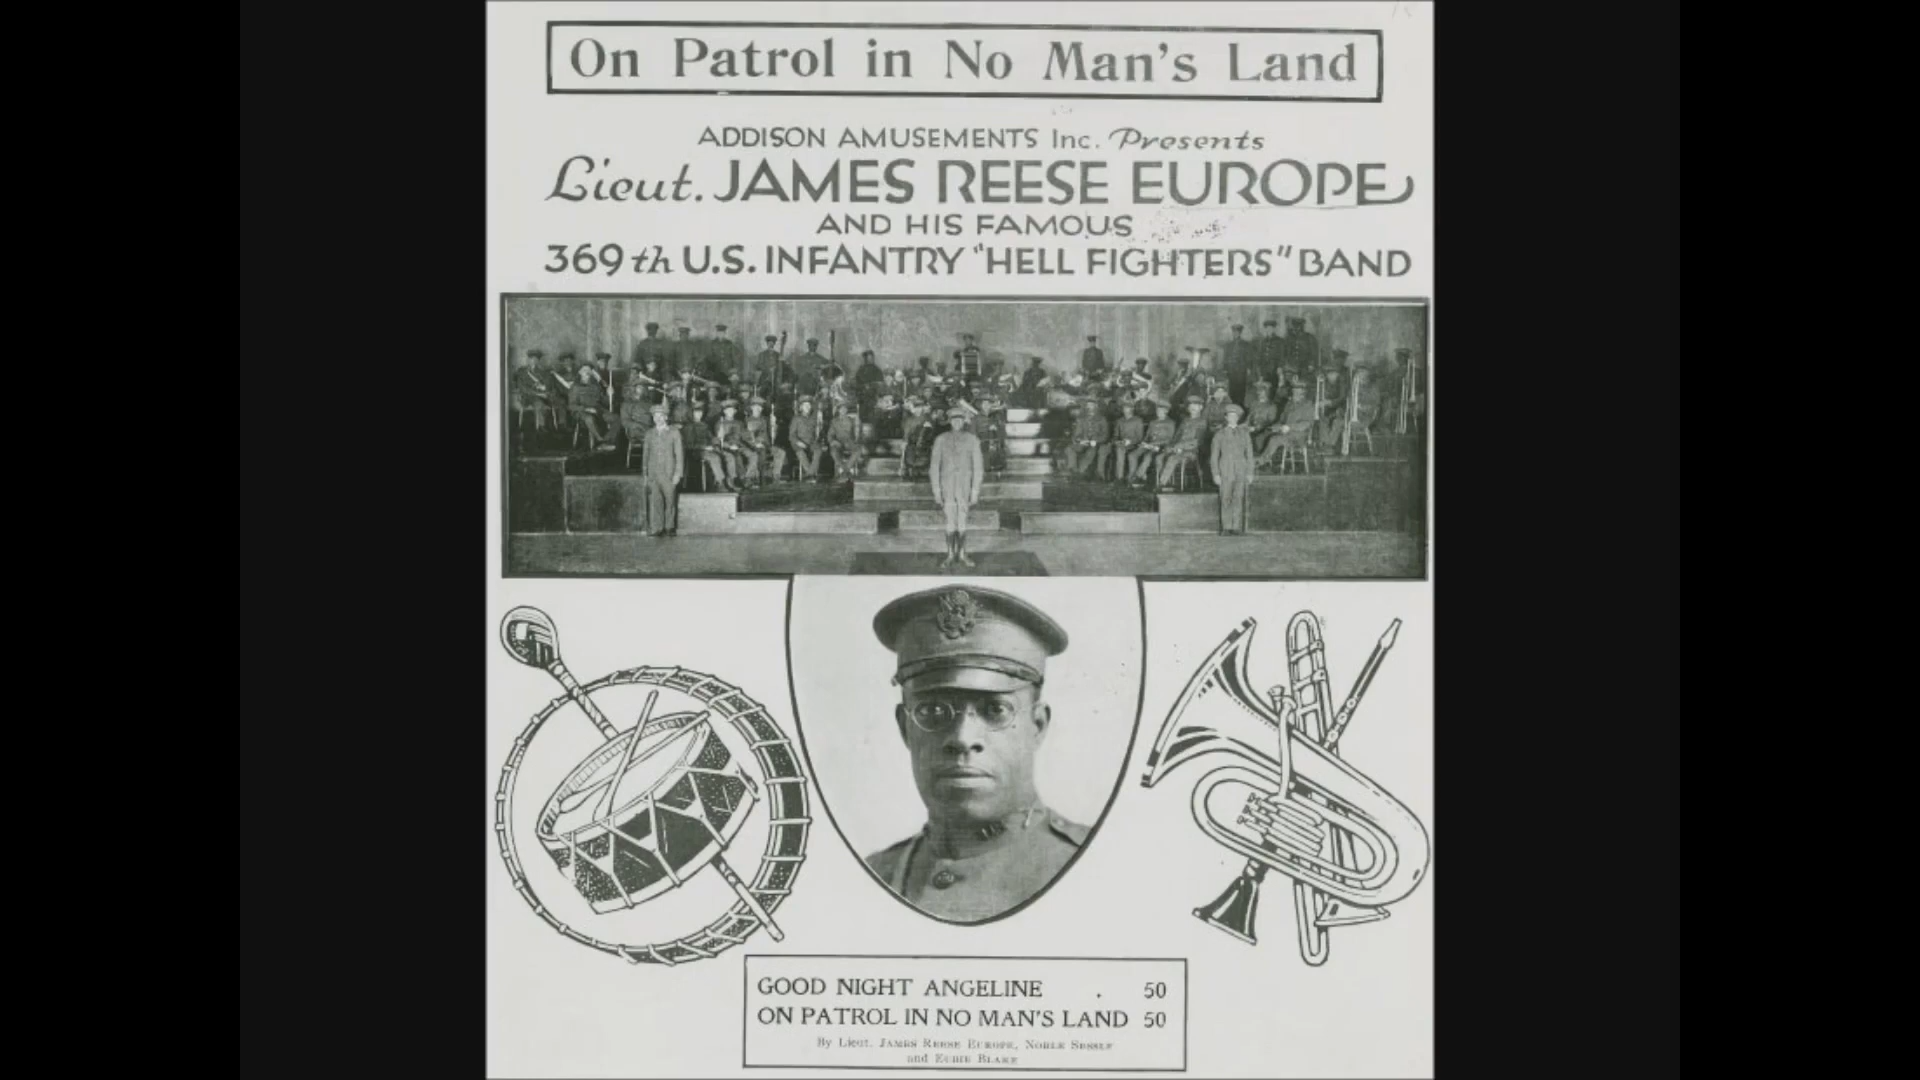 On Patrol in No Man's Land
ADDISON AMUSEMENTS Inc. Presents
Lieut. JAMES REESE EUROPE
AND HIS FAMOUS
369th U.S. INFANTRY "HELL FIGHTERS" BAND
GOOD NIGHT ANGELINE . 50
ON PATROL IN NO MAN'S LAND 50
By Lieut. JAMES REESE EUROPE, NOBLE SISSLE
and EUBIE BLAKE